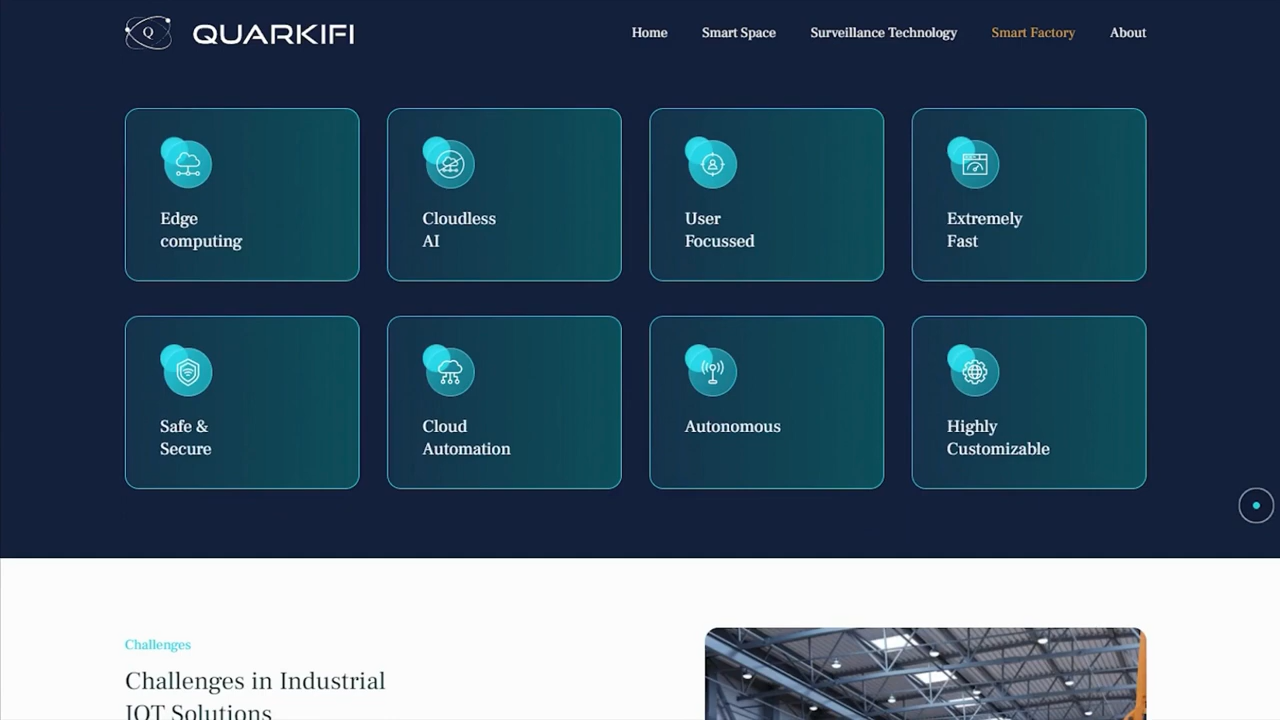 Q QUARKIFI
Home Smart Space Surveillance Technology Smart Factory About
Edge
computing
Cloudless
AI
User
Focussed
Extremely
Fast
Safe &
Secure
Cloud
Automation
Autonomous
Highly
Customizable
Challenges
Challenges in Industrial
IOT Solutions